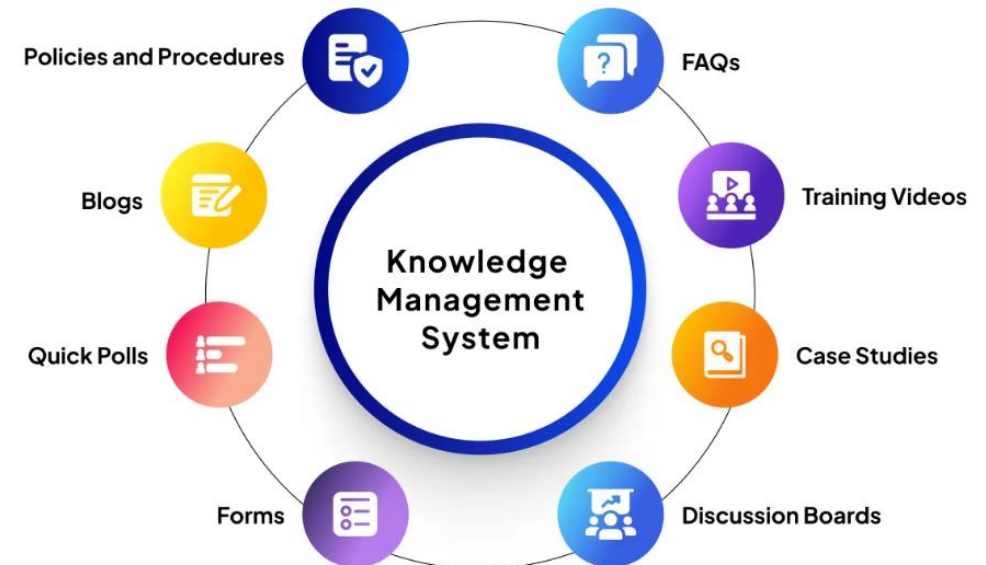 Policies and Procedures
FAQs
Blogs
Training Videos
Knowledge
Management
System
Quick Polls
Case Studies
Forms
Discussion Boards
?